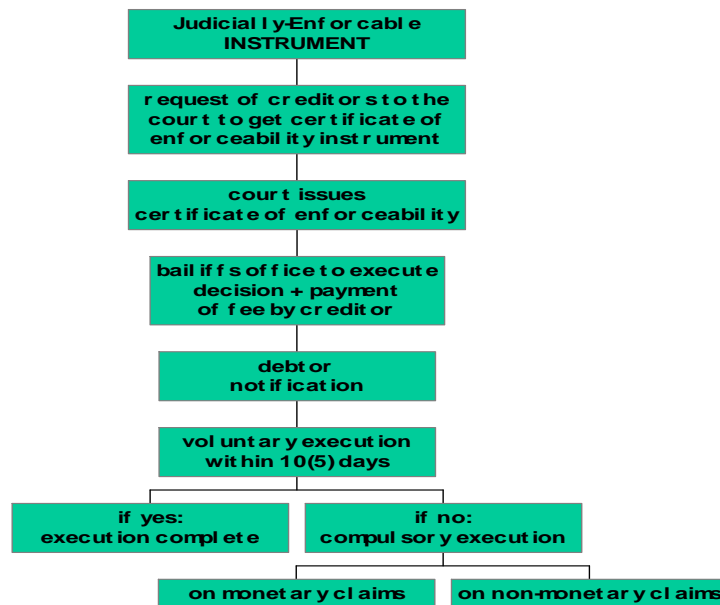 Judicially-Enforcable
INSTRUMENT
request of creditors to the
court to get certificate of
enforceability instrument
court issues
certificate of enforceability
bailiffs office to execute
decision + payment
of fee by creditor
debtor
notification
voluntary execution
within 10(5) days
if yes:
execution complete
if no:
compulsory execution
on monetary claims
on non-monetary claims